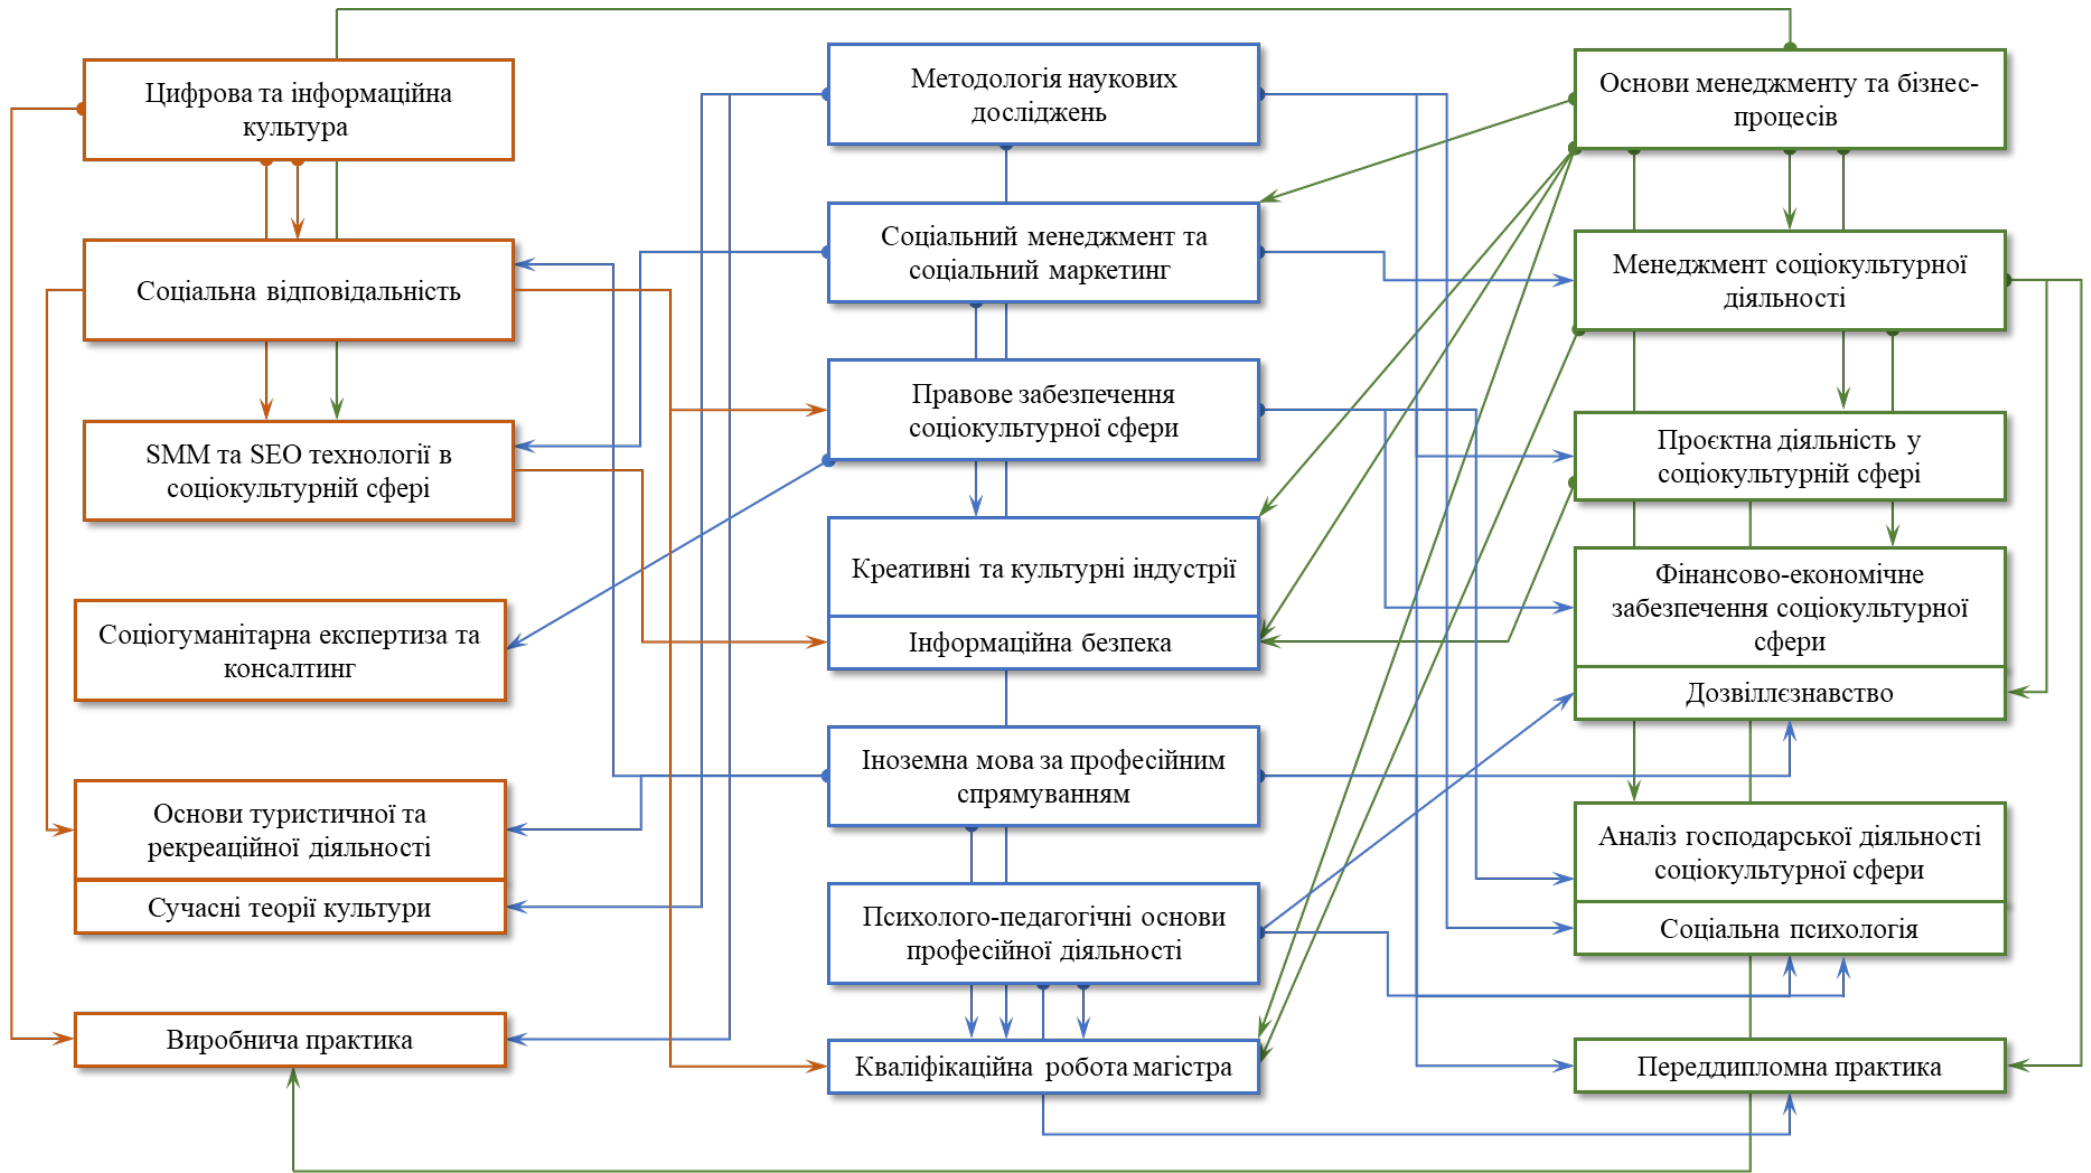 Цифрова та інформаційна
культура
Соціальна відповідальність
SMM та SEO технології в
соціокультурній сфері
Соціогуманітарна експертиза та
консалтинг
Основи туристичної та
рекреаційної діяльності
Сучасні теорії культури
Виробнича практика
Методологія наукових
досліджень
Соціальний менеджмент та
соціальний маркетинг
Правове забезпечення
соціокультурної сфери
Креативні та культурні індустрії
Інформаційна безпека
Іноземна мова за професійним
спрямуванням
Психолого-педагогічні основи
професійної діяльності
Кваліфікаційна робота магістра
Основи менеджменту та бізнес-
процесів
Менеджмент соціокультурної
діяльності
Проєктна діяльність у
соціокультурній сфері
Фінансово-економічне
забезпечення соціокультурної
сфери
Дозвіллєзнавство
Аналіз господарської діяльності
соціокультурної сфери
Соціальна психологія
Переддипломна практика